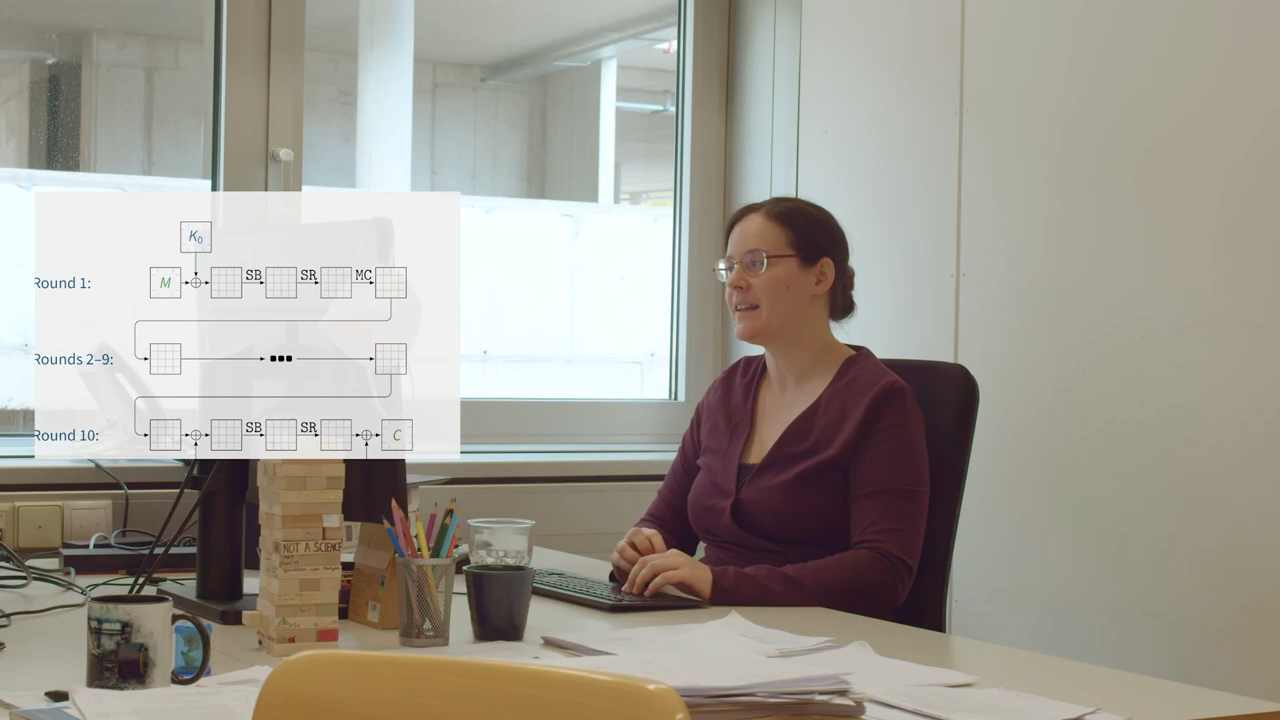 K0
Round 1:
M SB SR MC
Rounds 2–9:
Round 10:
SB SR C
NOT A SCIENCE